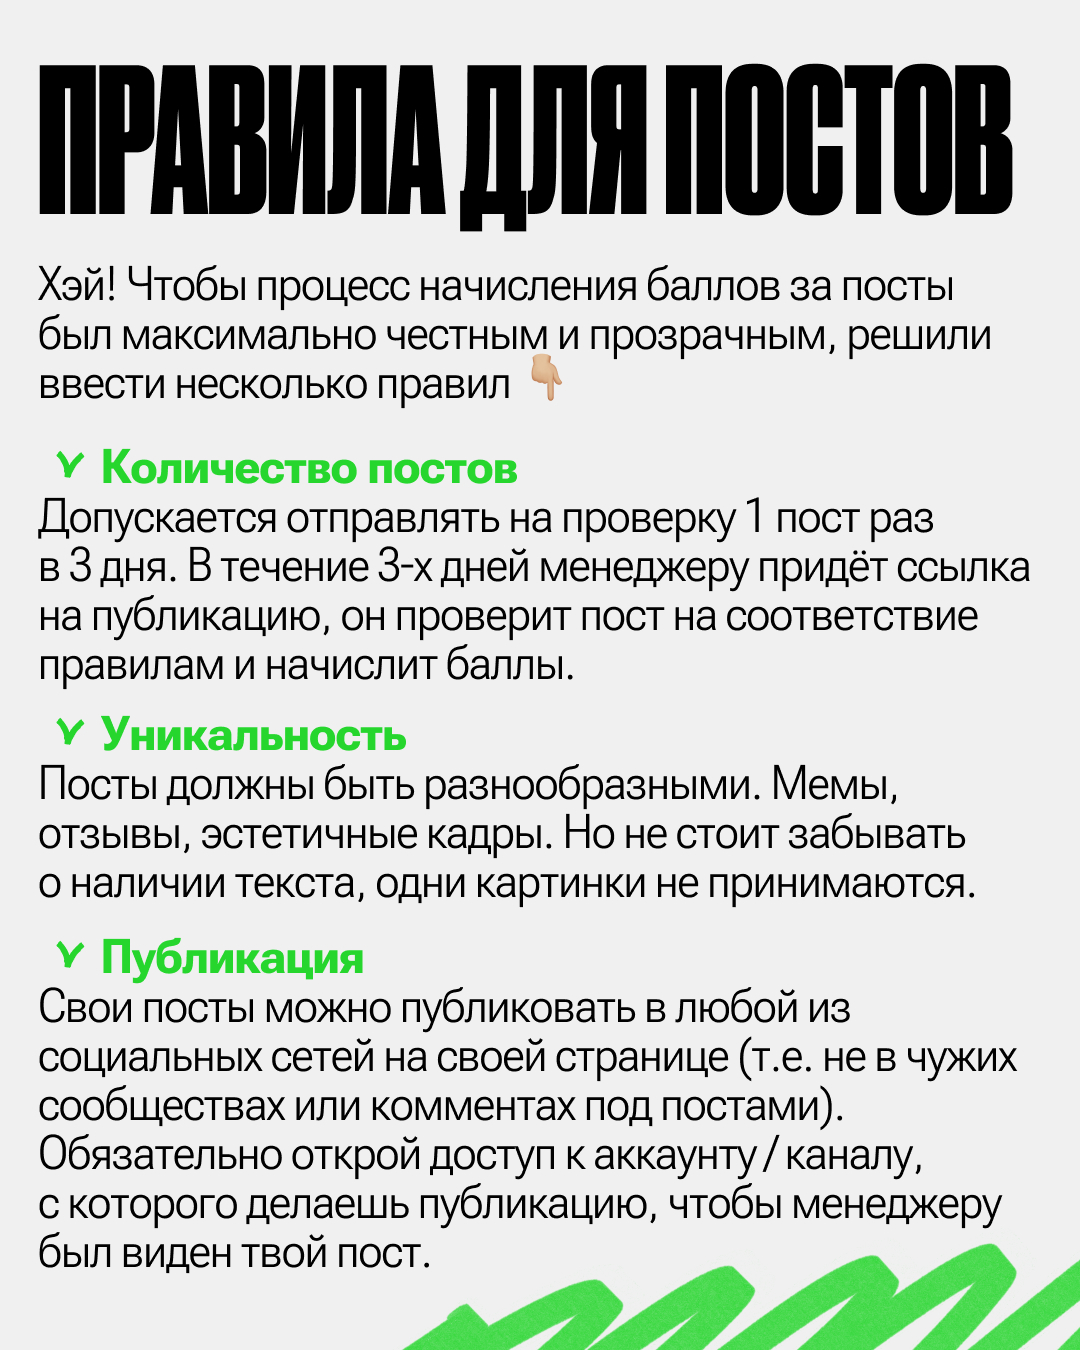 ПРАВИЛА ДЛЯ ПОСТОВ
Хэй! Чтобы процесс начисления баллов за посты
был максимально честным и прозрачным, решили
ввести несколько правил 👇🏼
Количество постов
Допускается отправлять на проверку 1 пост раз
в 3 дня. В течение 3-х дней менеджеру придёт ссылка
на публикацию, он проверит пост на соответствие
правилам и начислит баллы.
Уникальность
Посты должны быть разнообразными. Мемы,
отзывы, эстетичные кадры. Но не стоит забывать
о наличии текста, одни картинки не принимаются.
Публикация
Свои посты можно публиковать в любой из
социальных сетей на своей странице (т.е. не в чужих
сообществах или комментах под постами).
Обязательно открой доступ к аккаунту / каналу,
с которого делаешь публикацию, чтобы менеджеру
был виден твой пост.